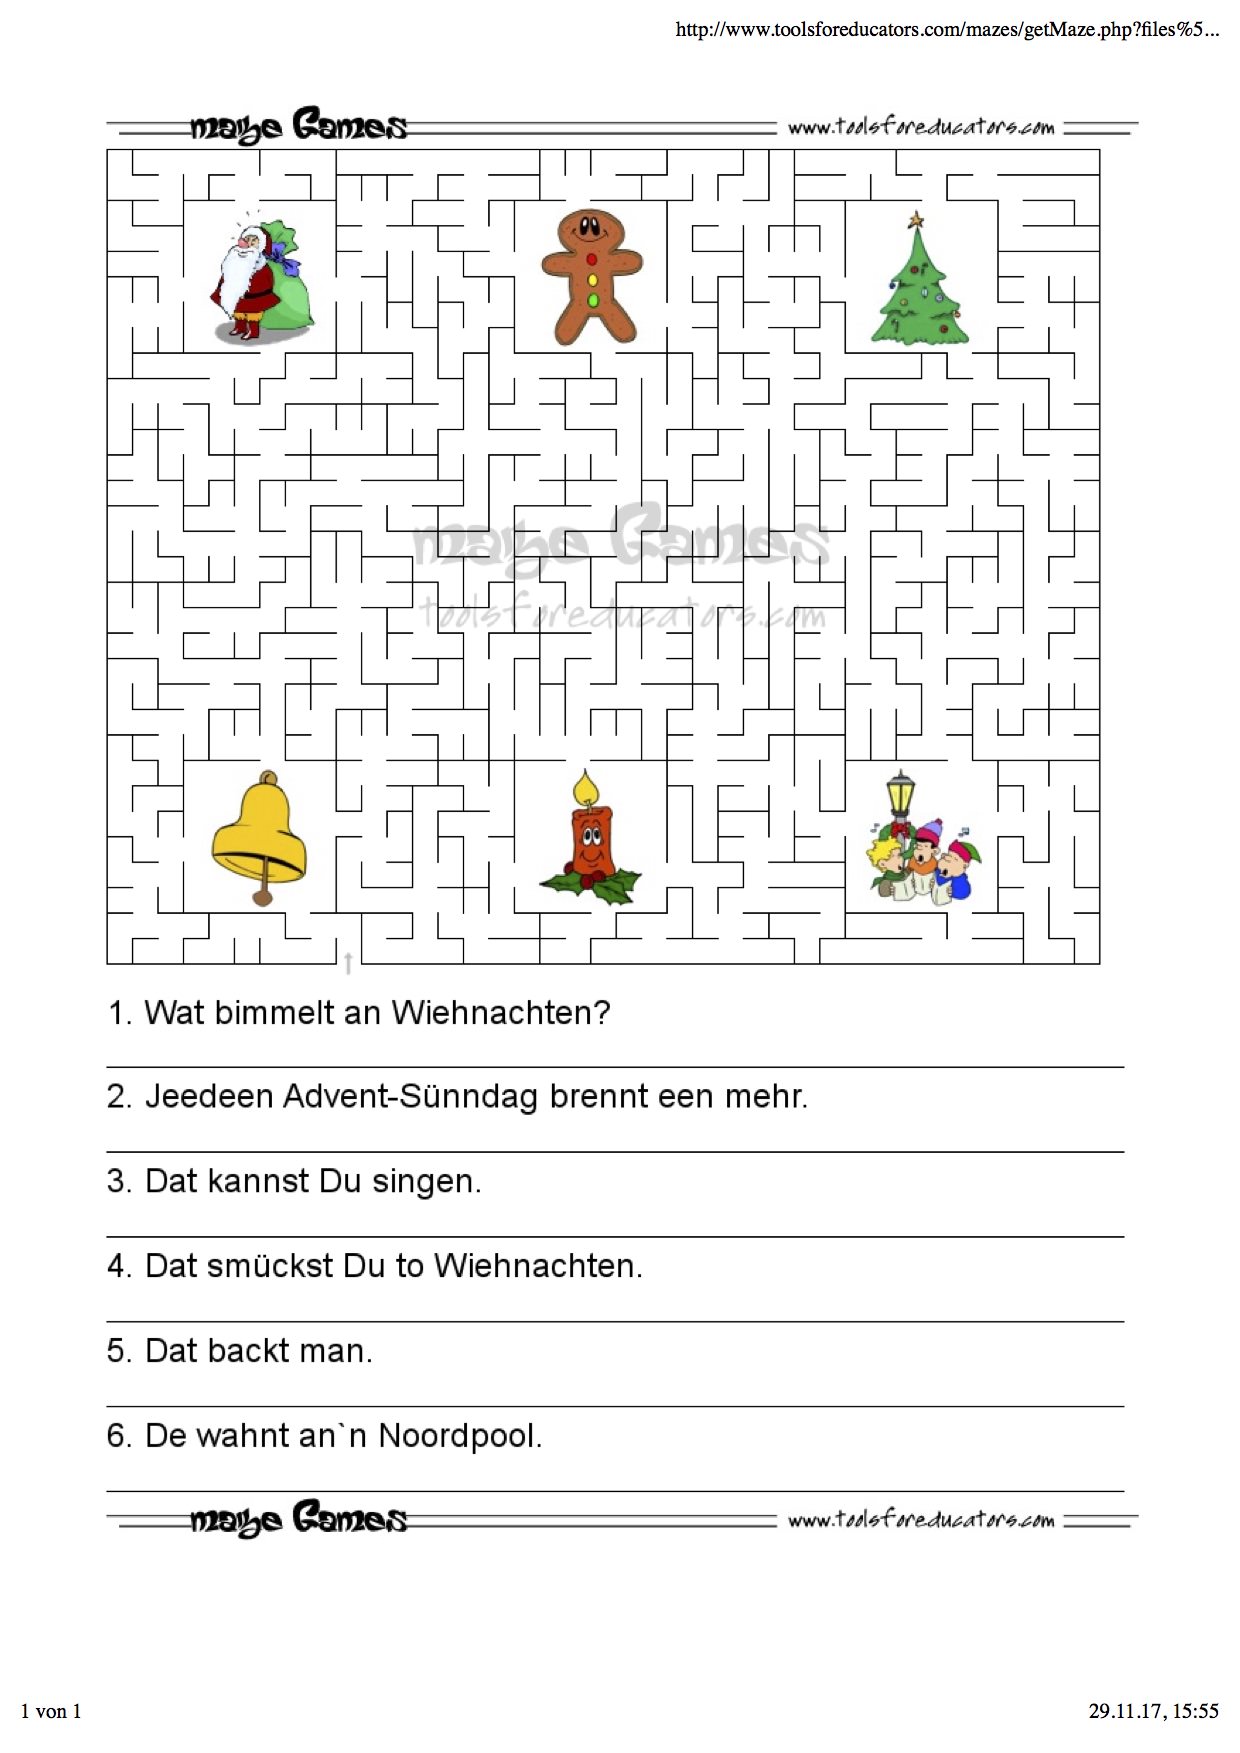 http://www.toolsforeducators.com/mazes/getMaze.php?files%5...
maze Games www.toolsforeducators.com
maze Games
toolsforeducators.com
1. Wat bimmelt an Wiehnachten?
2. Jeedeen Advent-Sünndag brennt een mehr.
3. Dat kannst Du singen.
4. Dat smückst Du to Wiehnachten.
5. Dat backt man.
6. De wahnt an`n Noordpool.
maze Games www.toolsforeducators.com
1 von 1 29.11.17, 15:55